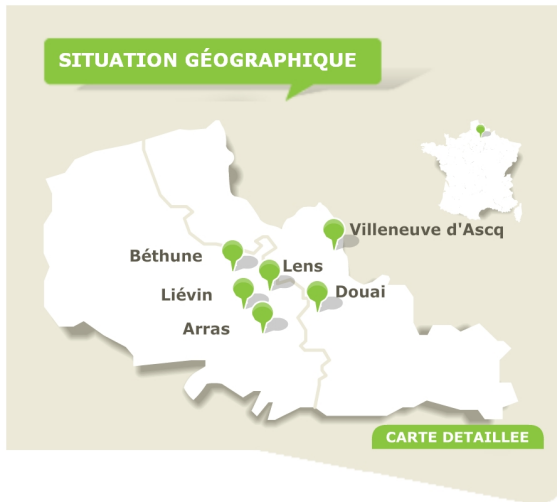 SITUATION GÉOGRAPHIQUE
Villeneuve d'Ascq
Béthune
Lens
Liévin
Douai
Arras
CARTE DETAILLEE